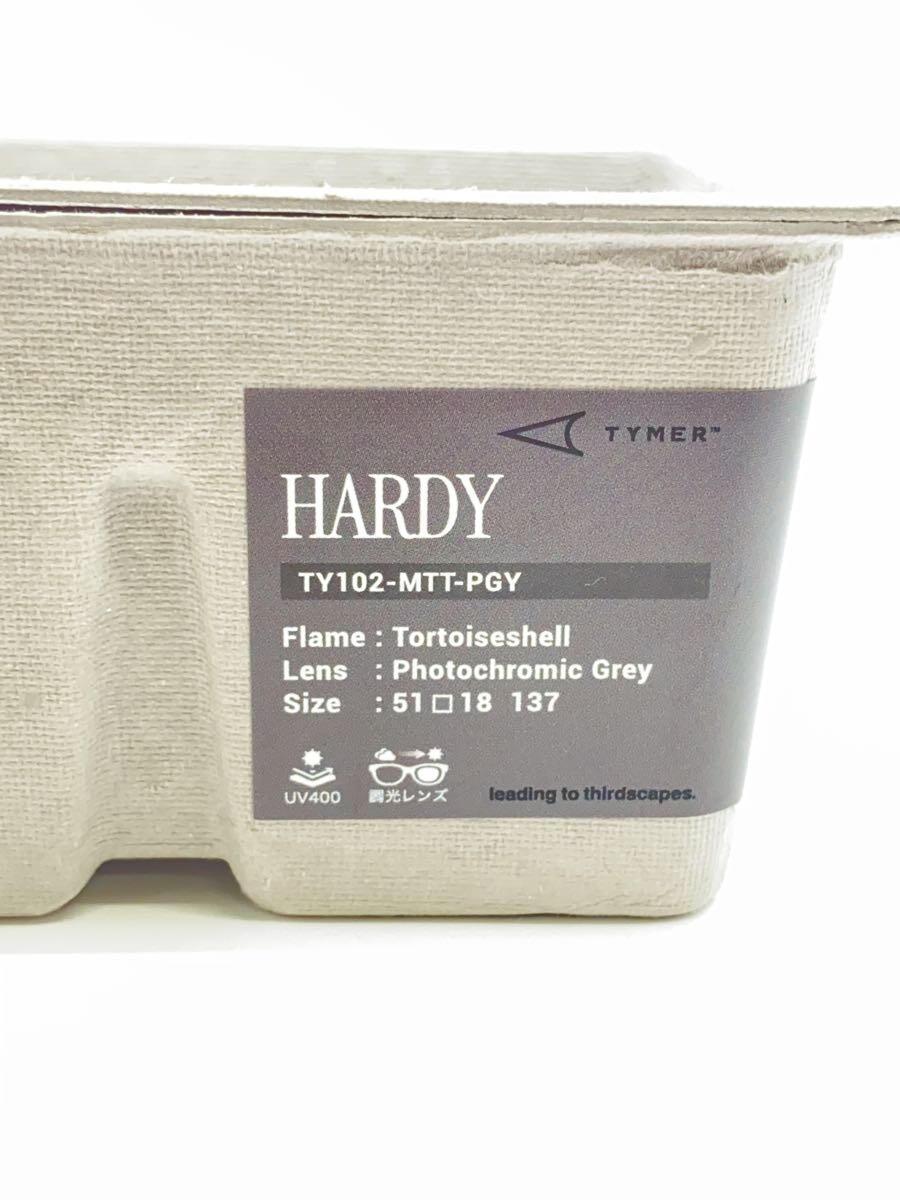 TYMER™
HARDY
TY102-MTT-PGY
Flame : Tortoiseshell
Lens : Photochromic Grey
Size : 51□18 137
UV400
調光レンズ
leading to thirdscapes.